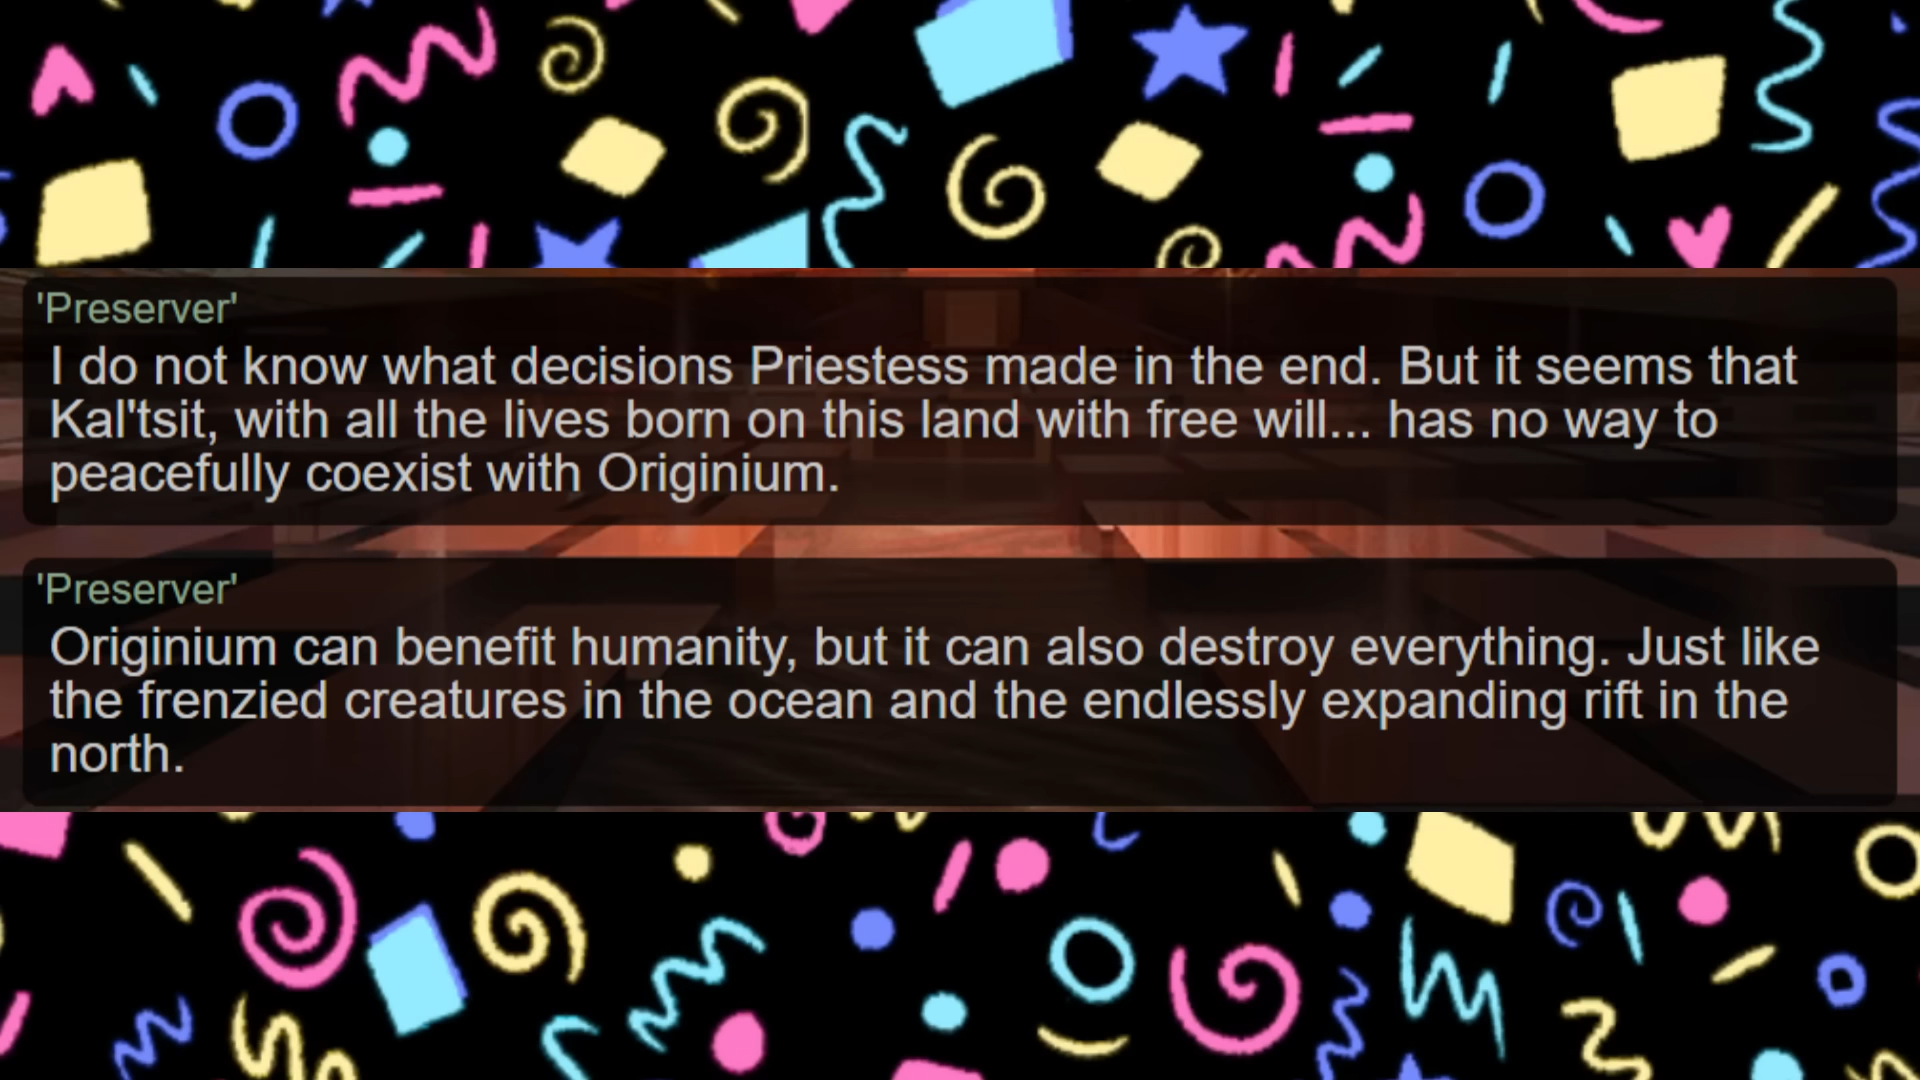 'Preserver'
I do not know what decisions Priestess made in the end. But it seems that
Kal'tsit, with all the lives born on this land with free will... has no way to
peacefully coexist with Originium.
'Preserver'
Originium can benefit humanity, but it can also destroy everything. Just like
the frenzied creatures in the ocean and the endlessly expanding rift in the
north.